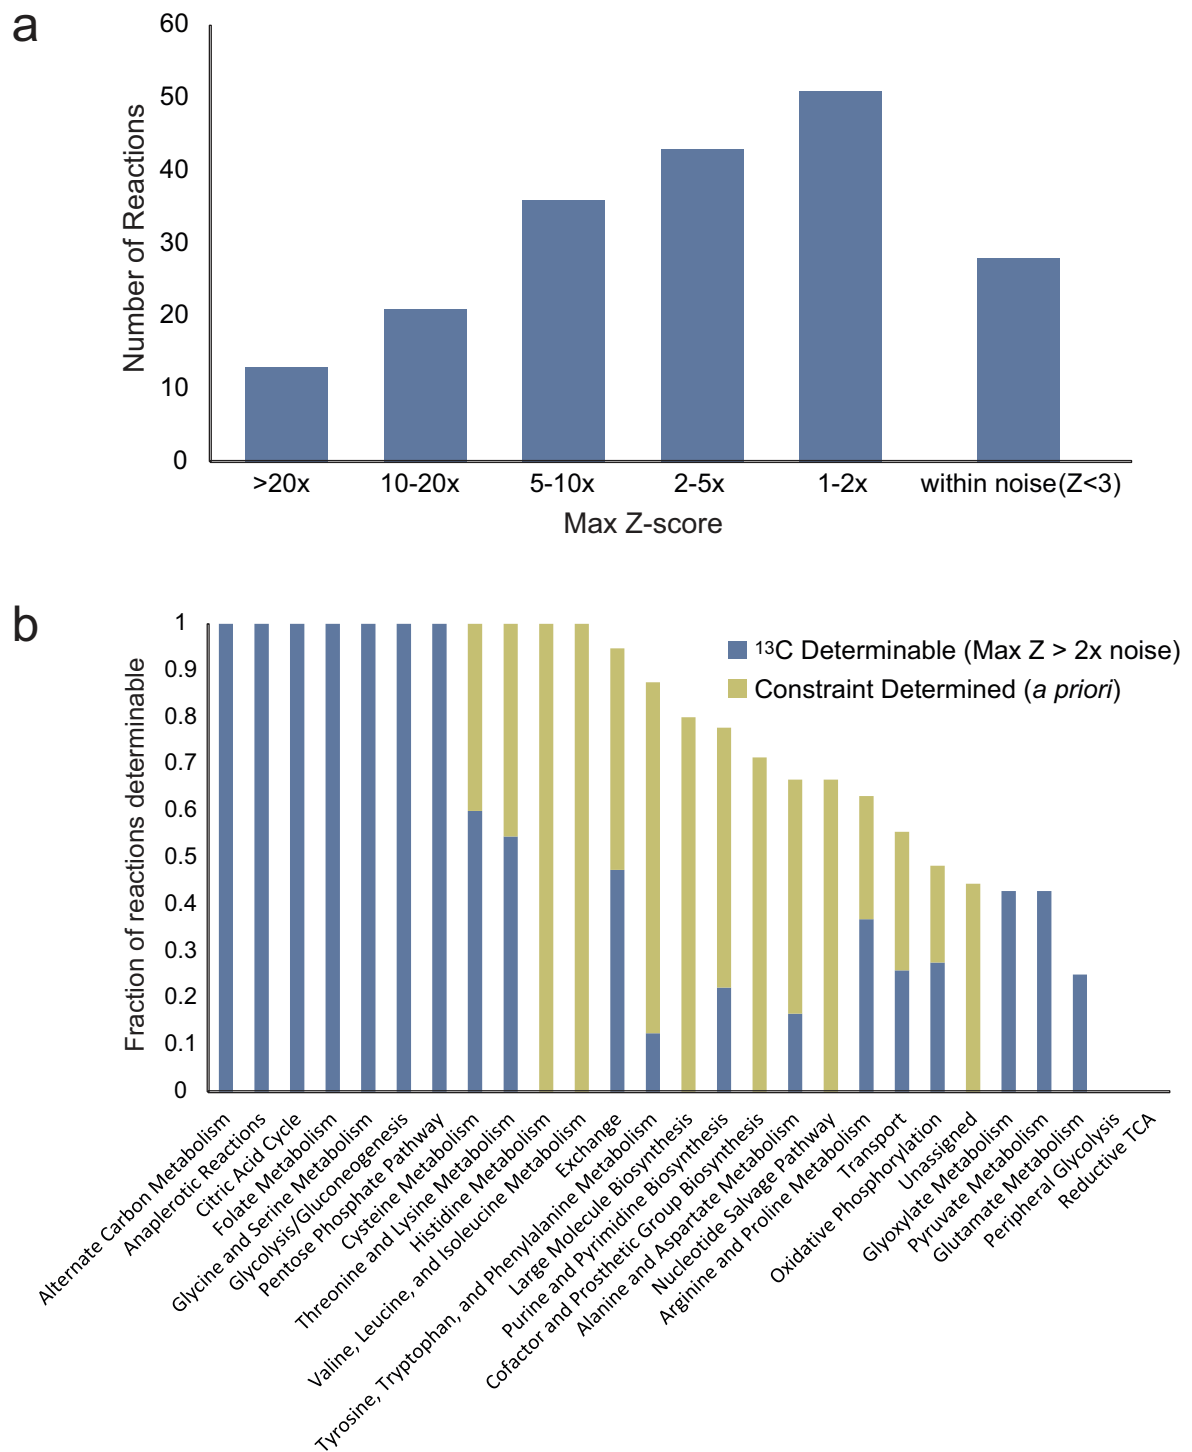 a
60
50
40
30
20
10
0
Number of Reactions
>20x
10-20x
5-10x
2-5x
1-2x
within noise(Z<3)
Max Z-score
b
1
0.9
0.8
0.7
0.6
0.5
0.4
0.3
0.2
0.1
0
Fraction of reactions determinable
¹³C Determinable (Max Z > 2x noise)
Constraint Determined (a priori)
Alternate Carbon Metabolism
Anaplerotic Reactions
Citric Acid Cycle
Folate Metabolism
Glycine and Serine Metabolism
Glycolysis/Gluconeogenesis
Pentose Phosphate Pathway
Cysteine Metabolism
Threonine and Lysine Metabolism
Histidine Metabolism
Valine, Leucine, and Isoleucine Metabolism
Exchange
Tyrosine, Tryptophan, and Phenylalanine Metabolism
Large Molecule Biosynthesis
Purine and Pyrimidine Biosynthesis
Cofactor and Prosthetic Group Biosynthesis
Alanine and Aspartate Metabolism
Nucleotide Salvage Pathway
Arginine and Proline Metabolism
Transport
Oxidative Phosphorylation
Unassigned
Glyoxylate Metabolism
Pyruvate Metabolism
Glutamate Metabolism
Peripheral Glycolysis
Reductive TCA